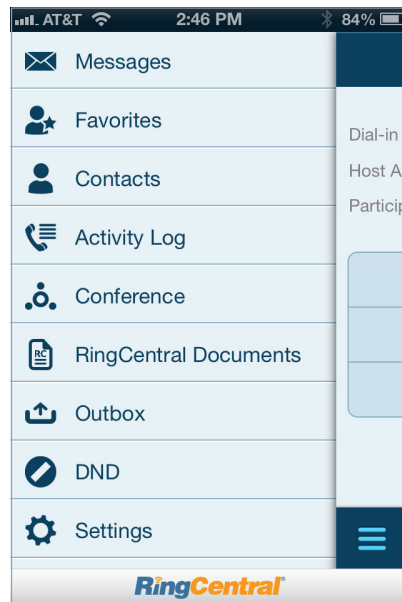 AT&T 2:46 PM 84%
Messages
Favorites
Dial-in
Contacts
Host A
Particip
Activity Log
Conference
RC RingCentral Documents
Outbox
DND
Settings
RingCentral®